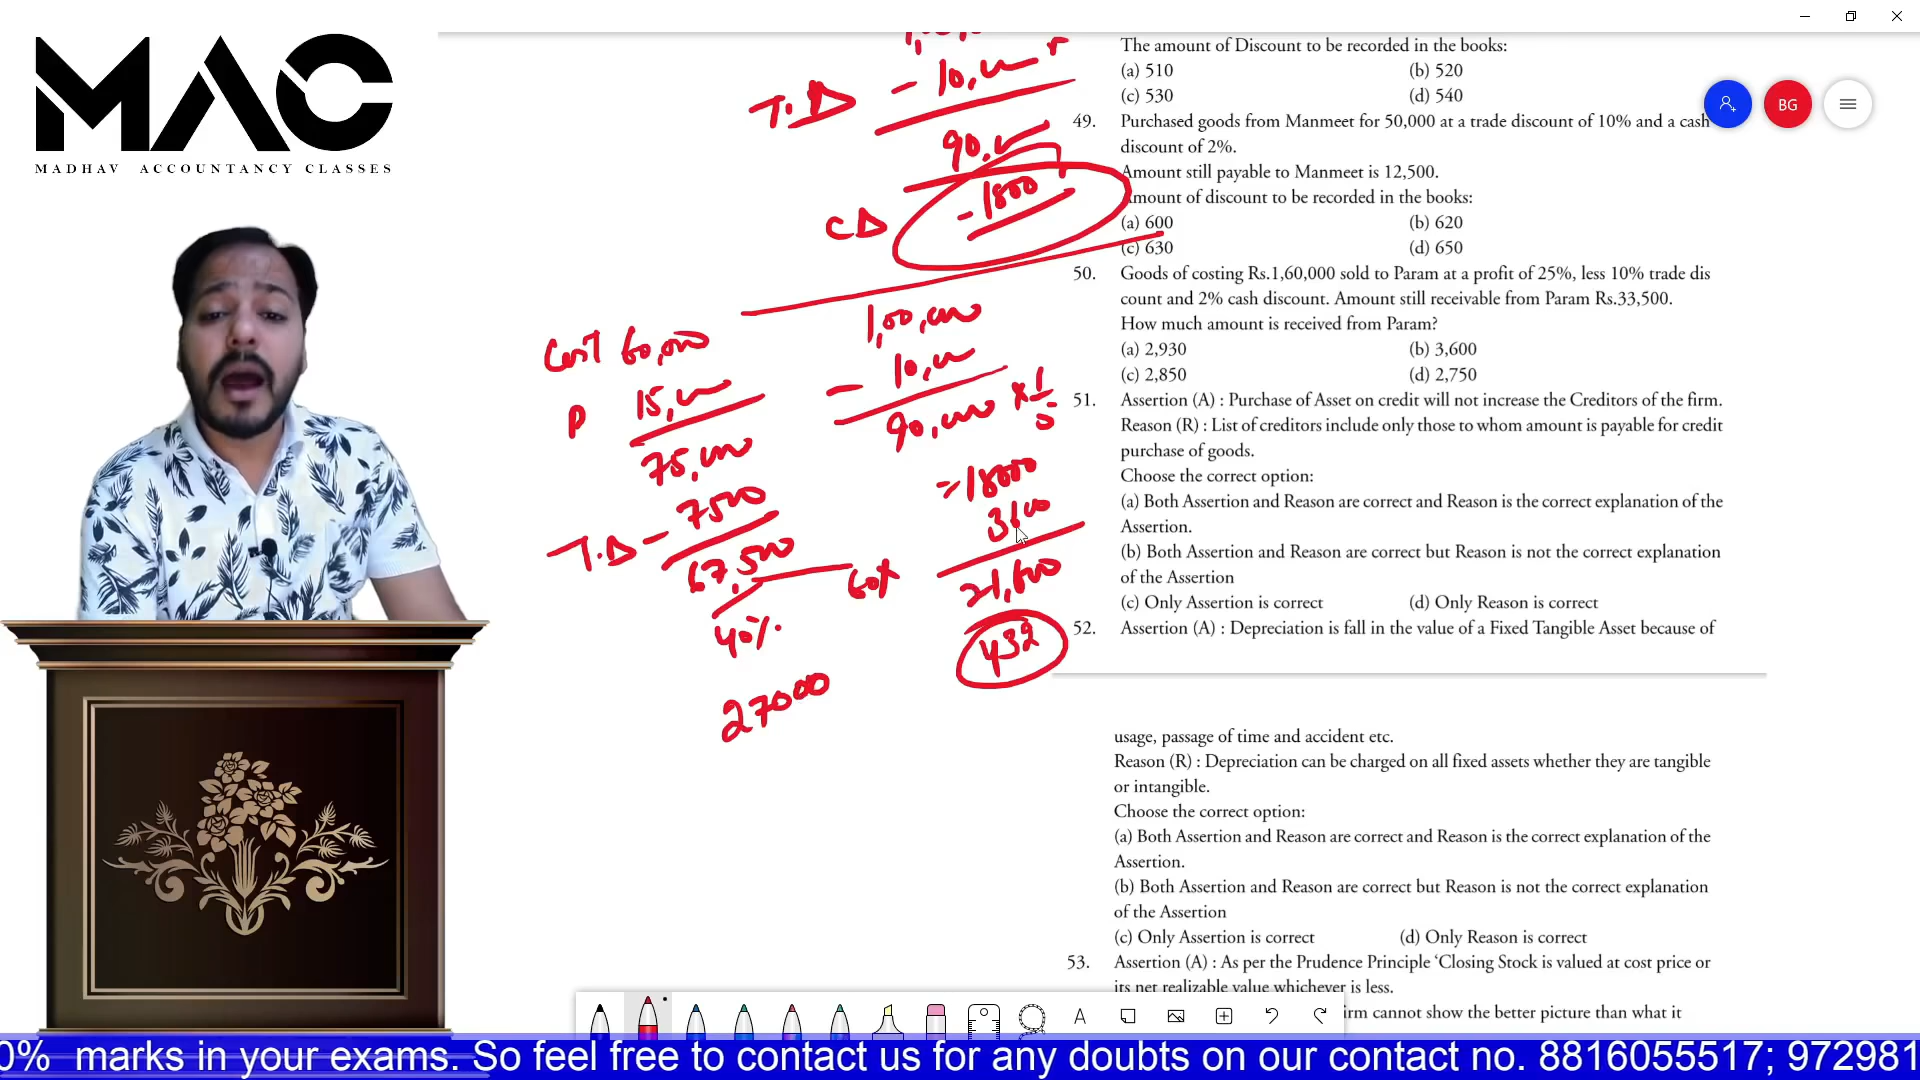 MAC
MADHAV ACCOUNTANCY CLASSES
- 10,000
T.D
90,000
CD - 1800
Cost 60,000
P 15,000
75,000
T.D - 7500
67,500 60%
40%
27000
1,00,000
- 10,000
90,000 × 1/5
= 18000
3600
21,600
432
The amount of Discount to be recorded in the books:
(a) 510 (b) 520
(c) 530 (d) 540
49. Purchased goods from Manmeet for 50,000 at a trade discount of 10% and a cash
discount of 2%.
Amount still payable to Manmeet is 12,500.
Amount of discount to be recorded in the books:
(a) 600 (b) 620
(c) 630 (d) 650
50. Goods of costing Rs.1,60,000 sold to Param at a profit of 25%, less 10% trade dis
count and 2% cash discount. Amount still receivable from Param Rs.33,500.
How much amount is received from Param?
(a) 2,930 (b) 3,600
(c) 2,850 (d) 2,750
51. Assertion (A) : Purchase of Asset on credit will not increase the Creditors of the firm.
Reason (R) : List of creditors include only those to whom amount is payable for credit
purchase of goods.
Choose the correct option:
(a) Both Assertion and Reason are correct and Reason is the correct explanation of the
Assertion.
(b) Both Assertion and Reason are correct but Reason is not the correct explanation
of the Assertion
(c) Only Assertion is correct (d) Only Reason is correct
52. Assertion (A) : Depreciation is fall in the value of a Fixed Tangible Asset because of
usage, passage of time and accident etc.
Reason (R) : Depreciation can be charged on all fixed assets whether they are tangible
or intangible.
Choose the correct option:
(a) Both Assertion and Reason are correct and Reason is the correct explanation of the
Assertion.
(b) Both Assertion and Reason are correct but Reason is not the correct explanation
of the Assertion
(c) Only Assertion is correct (d) Only Reason is correct
53. Assertion (A) : As per the Prudence Principle ‘Closing Stock is valued at cost price or
its net realizable value whichever is less.
irm cannot show the better picture than what it
BG
A
0% marks in your exams. So feel free to contact us for any doubts on our contact no. 8816055517; 972981